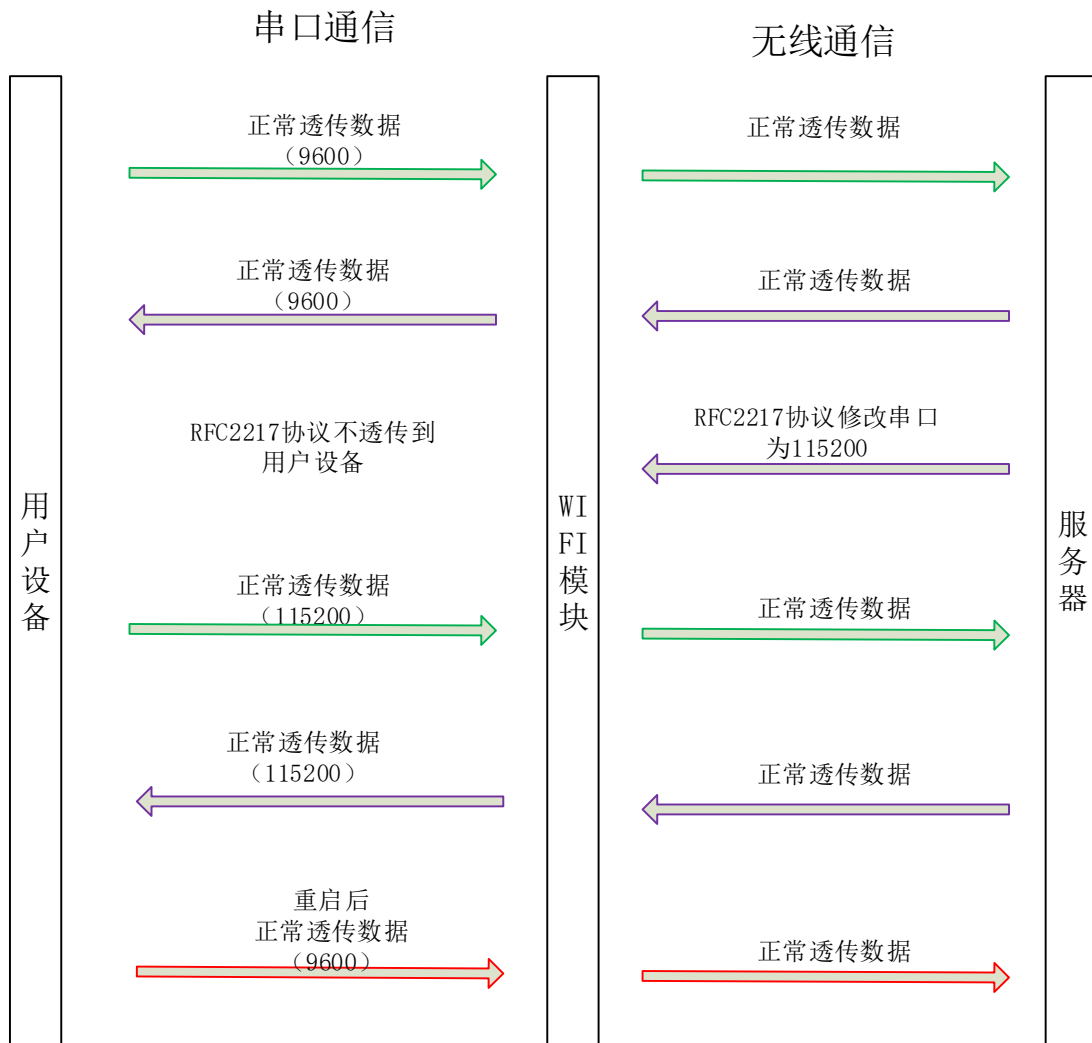 串口通信
无线通信
正常透传数据
（9600）
正常透传数据
正常透传数据
（9600）
正常透传数据
RFC2217协议不透传到
用户设备
RFC2217协议修改串口
为115200
用
户
设
备
WI
FI
模
块
服
务
器
正常透传数据
（115200）
正常透传数据
正常透传数据
（115200）
正常透传数据
重启后
正常透传数据
（9600）
正常透传数据